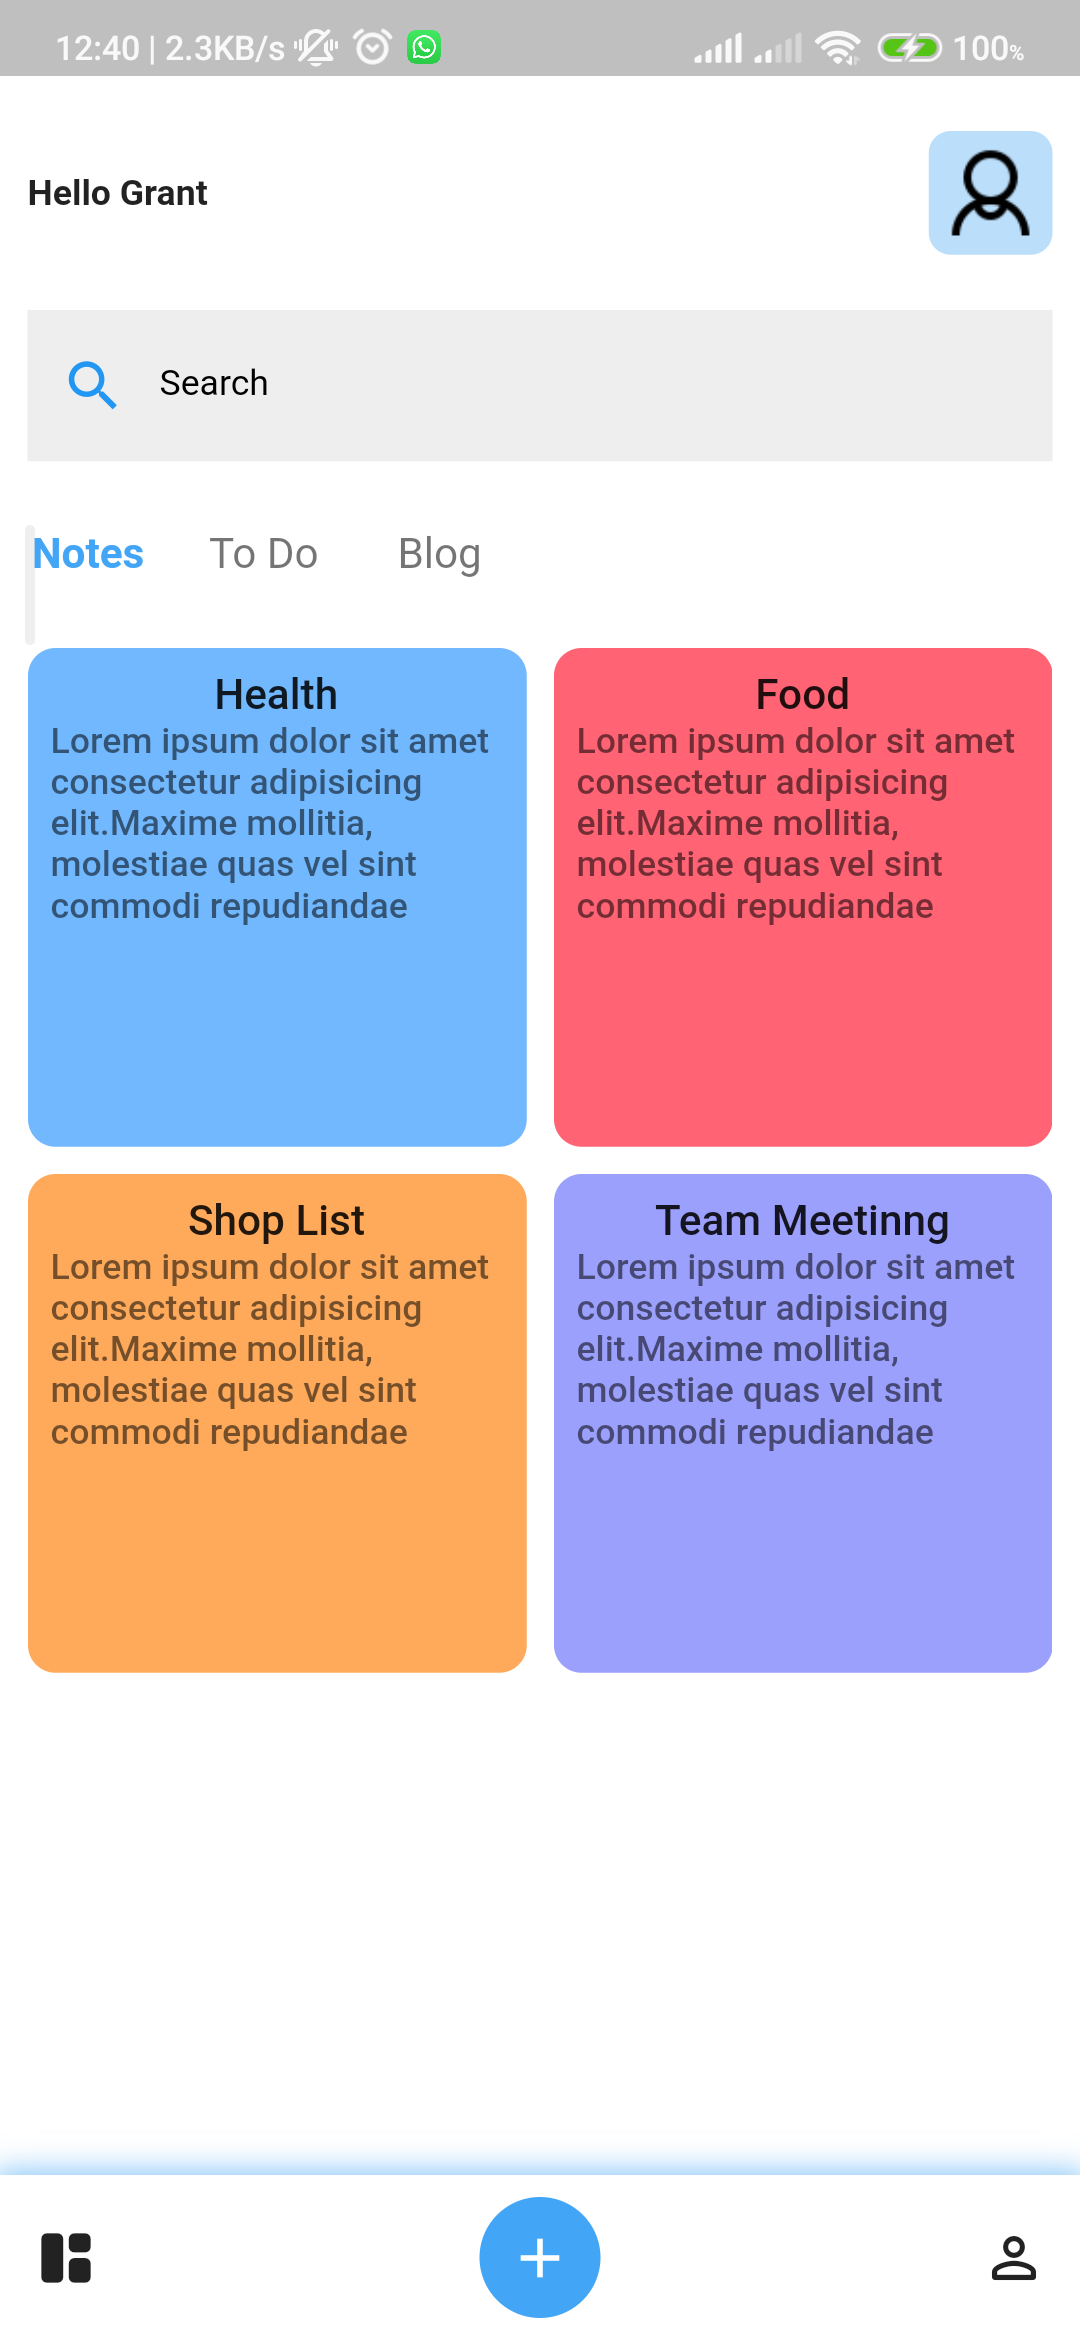 12:40 | 2.3KB/s 100%
Hello Grant
Search
Notes To Do Blog
Health
Lorem ipsum dolor sit amet
consectetur adipisicing
elit.Maxime mollitia,
molestiae quas vel sint
commodi repudiandae
Food
Lorem ipsum dolor sit amet
consectetur adipisicing
elit.Maxime mollitia,
molestiae quas vel sint
commodi repudiandae
Shop List
Lorem ipsum dolor sit amet
consectetur adipisicing
elit.Maxime mollitia,
molestiae quas vel sint
commodi repudiandae
Team Meetinng
Lorem ipsum dolor sit amet
consectetur adipisicing
elit.Maxime mollitia,
molestiae quas vel sint
commodi repudiandae